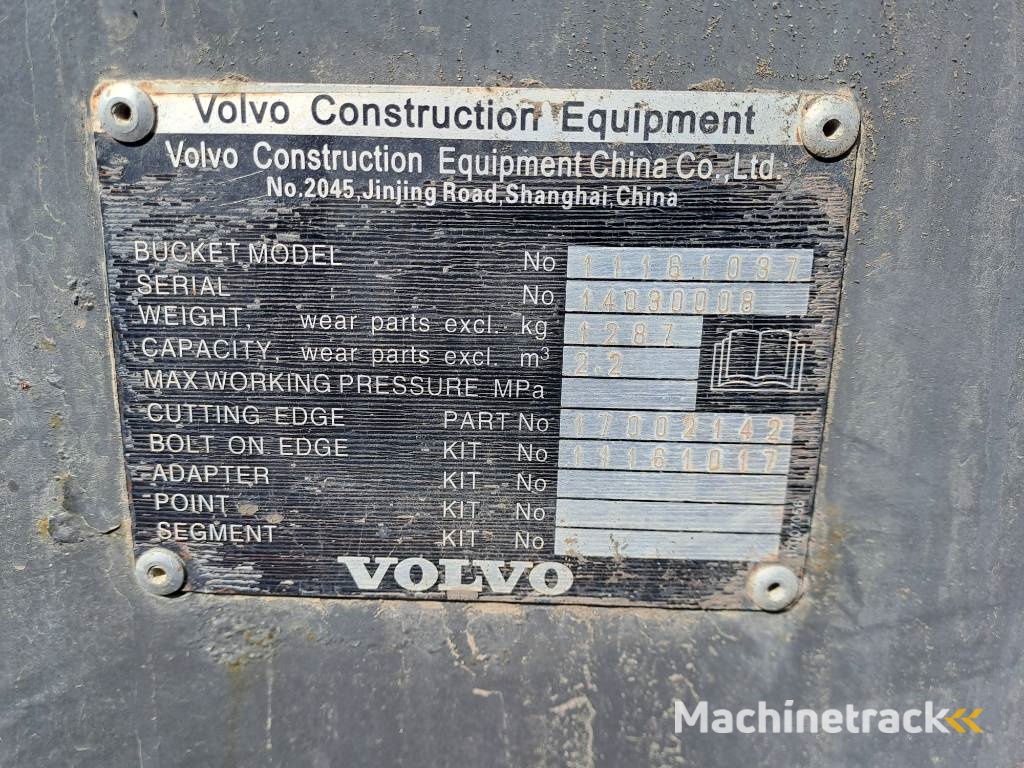 Volvo Construction Equipment
Volvo Construction Equipment China Co.,Ltd.
No.2045,Jinjing Road,Shanghai,China
BUCKET MODEL No 11161037
SERIAL No 14030008
WEIGHT, wear parts excl. kg 1287
CAPACITY, wear parts excl. m³ 2.2
MAX WORKING PRESSURE MPa
CUTTING EDGE PART No 17002142
BOLT ON EDGE KIT No 11161017
ADAPTER KIT No
POINT KIT No
SEGMENT KIT No
VOLVO
Machinetrack